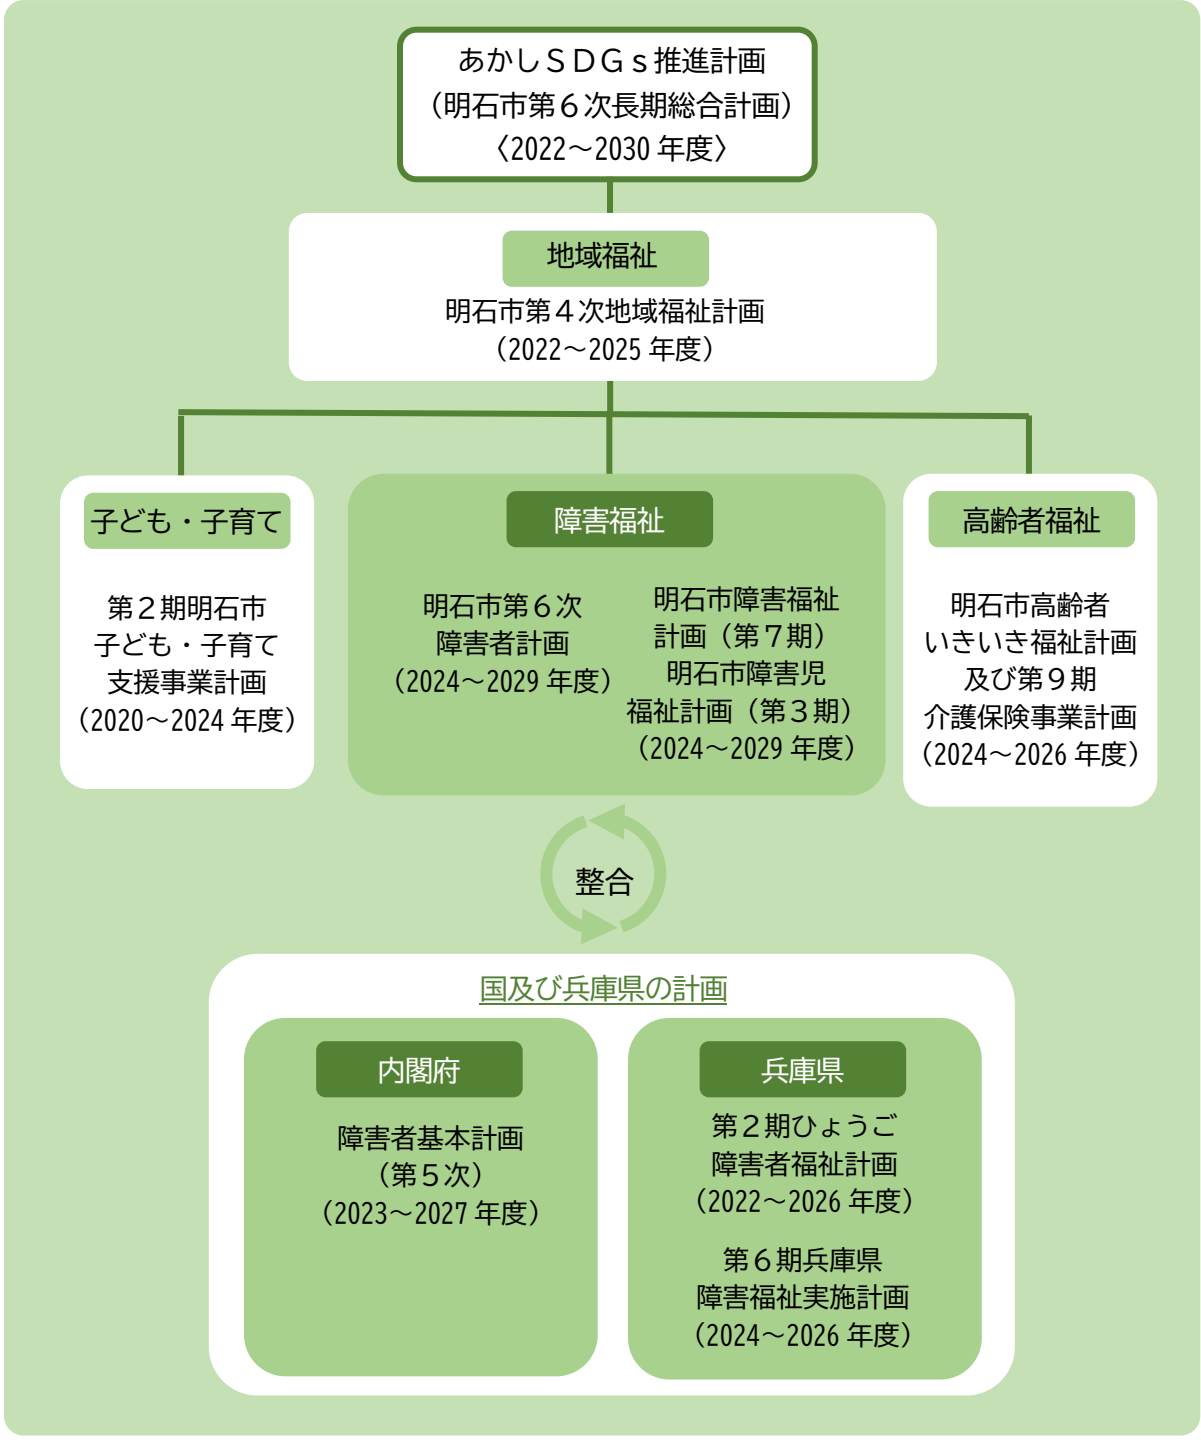 あかしＳＤＧｓ推進計画
（明石市第６次長期総合計画）
〈2022～2030 年度〉
地域福祉
明石市第４次地域福祉計画
（2022～2025 年度）
子ども・子育て
第２期明石市
子ども・子育て
支援事業計画
（2020～2024 年度）
障害福祉
明石市第６次
障害者計画
（2024～2029 年度）
明石市障害福祉
計画（第７期）
明石市障害児
福祉計画（第３期）
（2024～2029 年度）
高齢者福祉
明石市高齢者
いきいき福祉計画
及び第９期
介護保険事業計画
（2024～2026 年度）
整合
国及び兵庫県の計画
内閣府
障害者基本計画
（第５次）
（2023～2027 年度）
兵庫県
第２期ひょうご
障害者福祉計画
（2022～2026 年度）
第６期兵庫県
障害福祉実施計画
（2024～2026 年度）